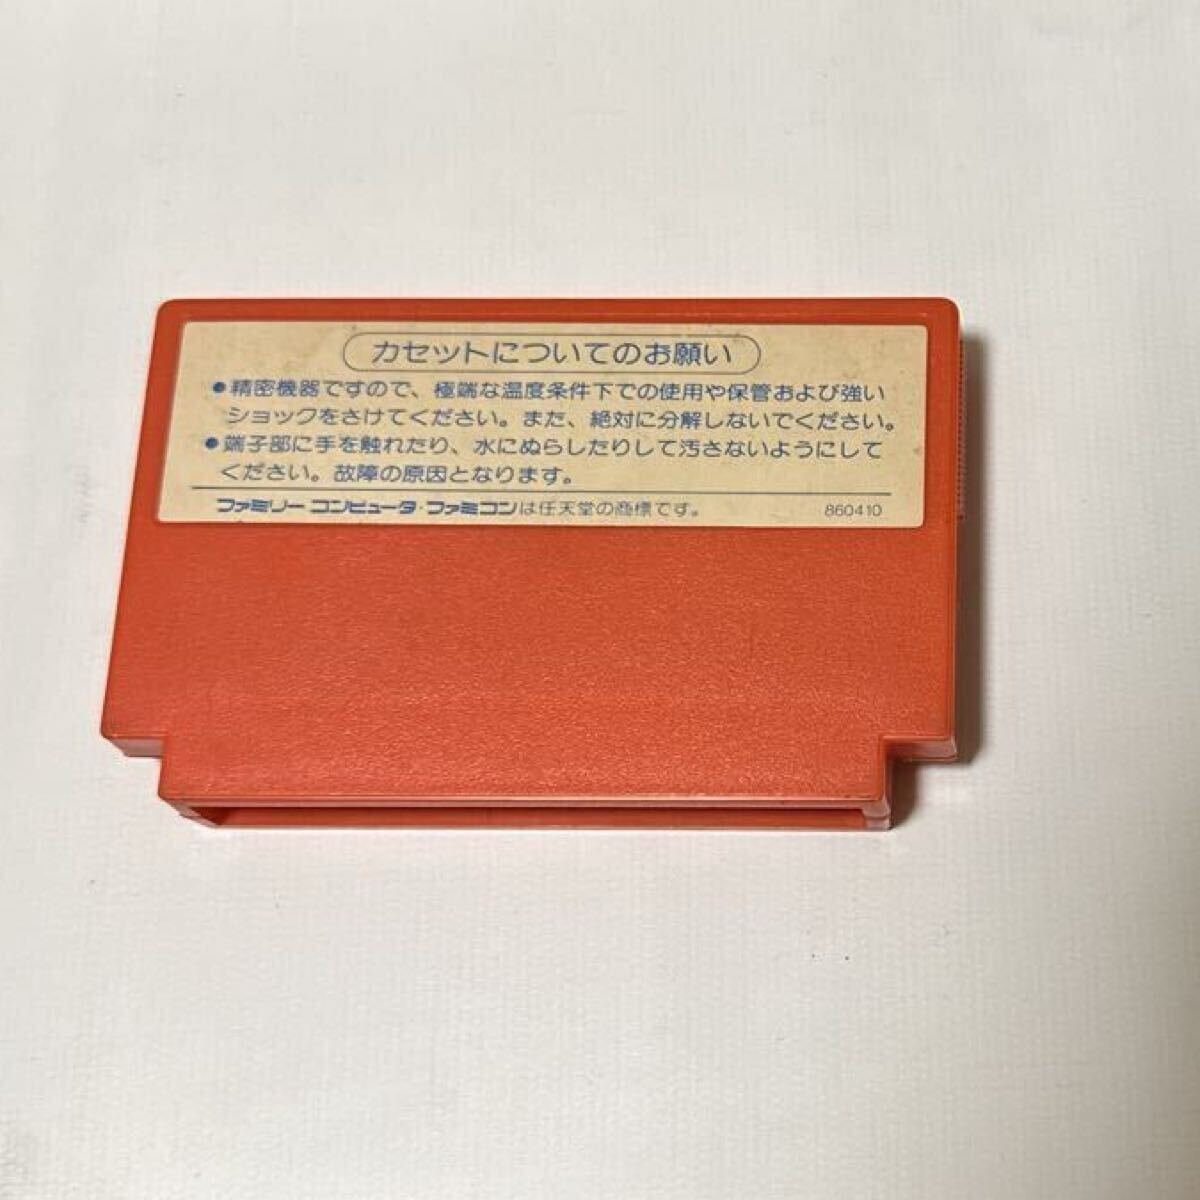 カセットについてのお願い
●精密機器ですので、極端な温度条件下での使用や保管および強い
ショックをさけてください。また、絶対に分解しないでください。
●端子部に手を触れたり、水にぬらしたりして汚さないようにして
ください。故障の原因となります。
ファミリーコンピュータ・ファミコンは任天堂の商標です。 860410